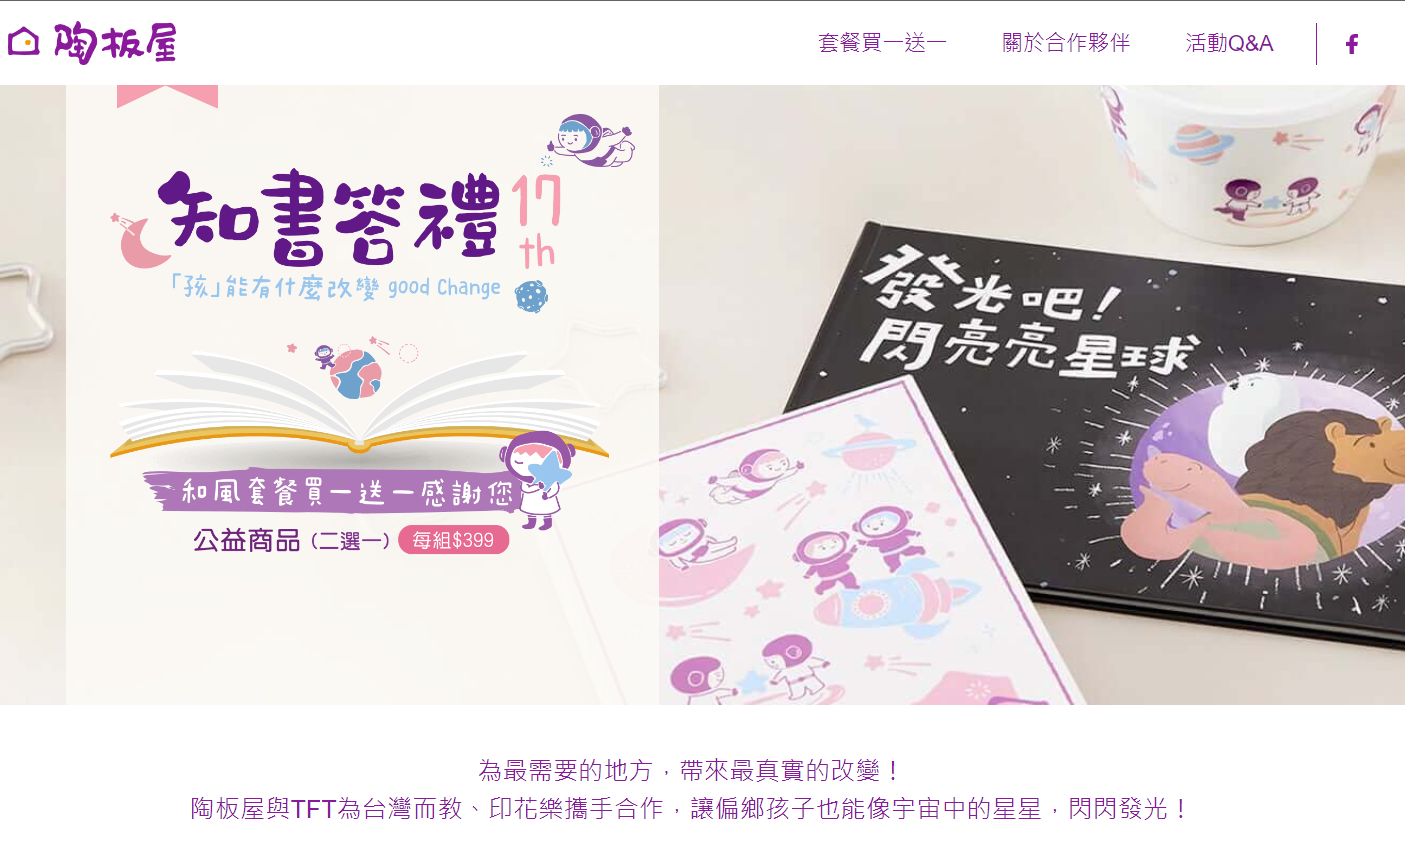 陶板屋
套餐買一送一
關於合作夥伴
活動Q&A
知書答禮
17th
「孩」能有什麼改變 good Change
和風套餐買一送一感謝您
公益商品（二選一） 每組$399
發光吧！
閃亮亮星球
為最需要的地方，帶來最真實的改變！
陶板屋與TFT為台灣而教、印花樂攜手合作，讓偏鄉孩子也能像宇宙中的星星，閃閃發光！